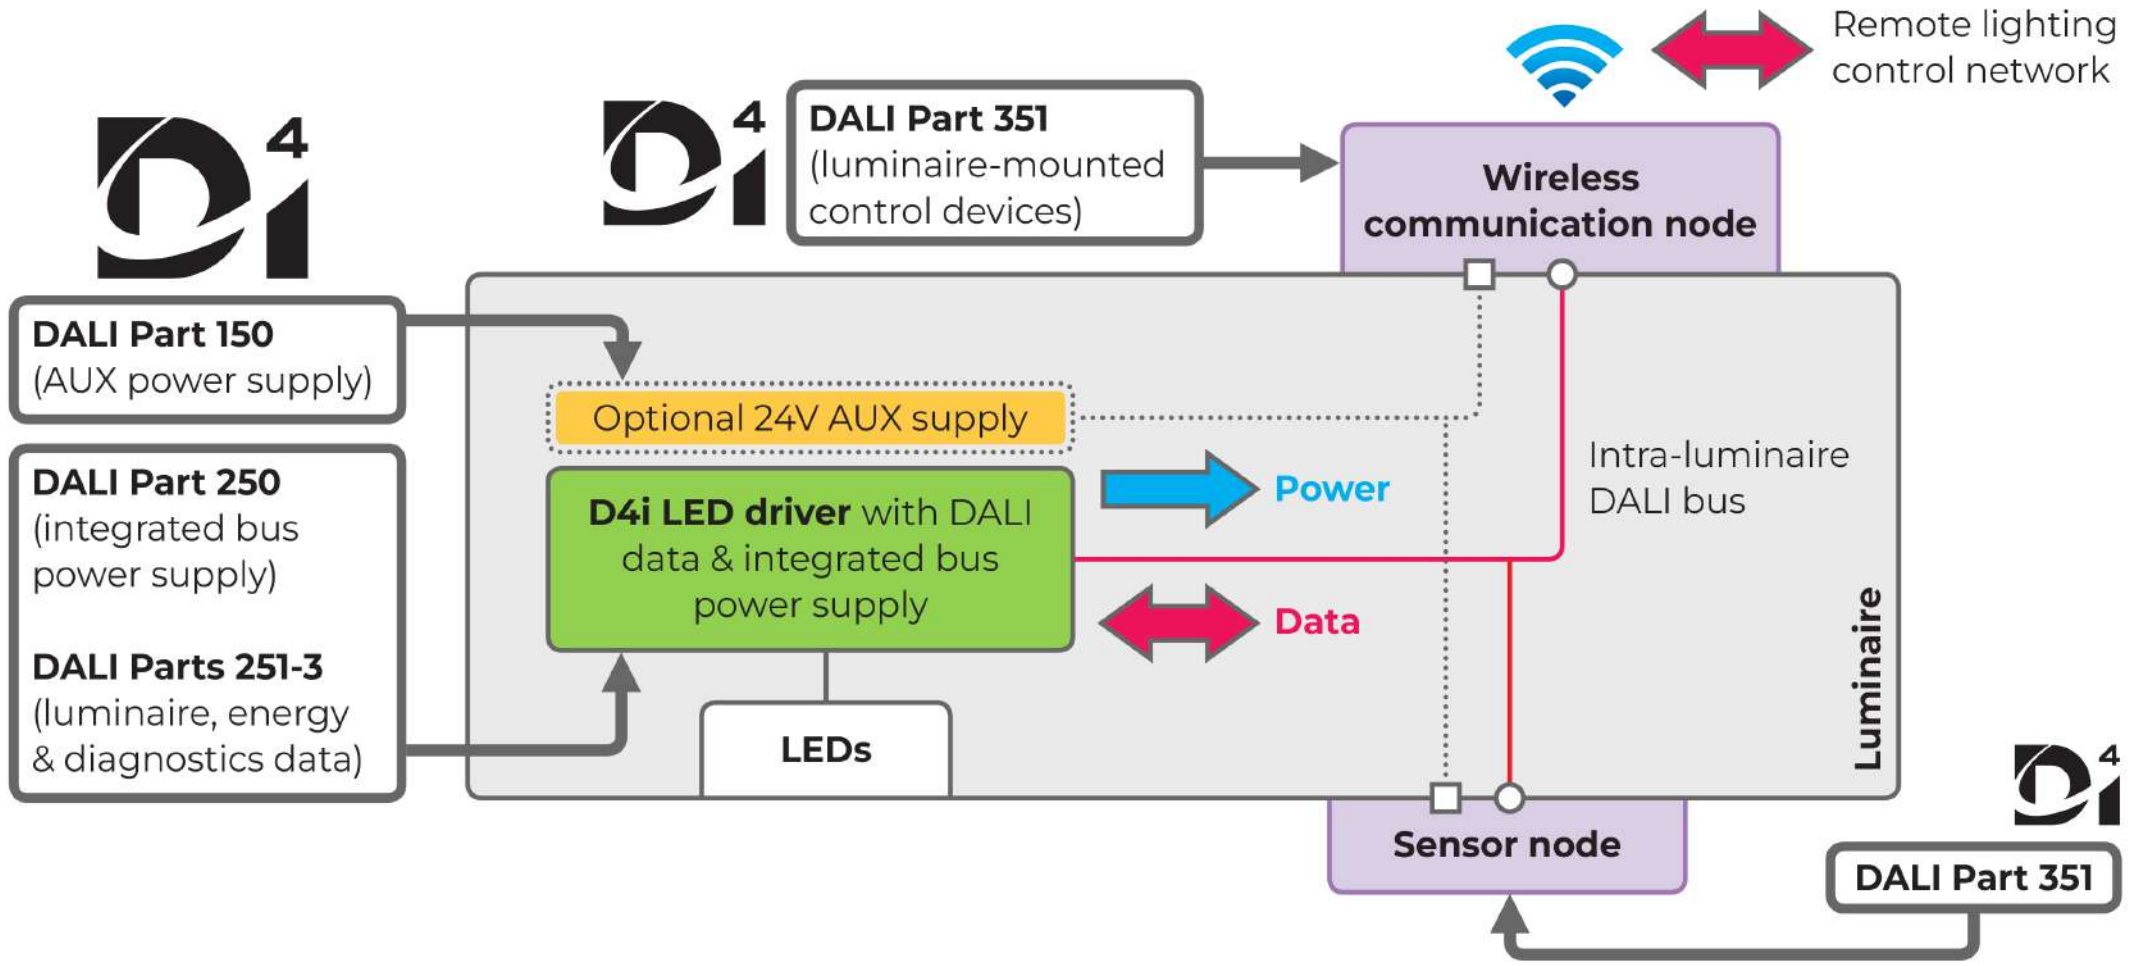 Remote lighting
control network
D4i
D4i
DALI Part 351
(luminaire-mounted
control devices)
Wireless
communication node
DALI Part 150
(AUX power supply)
Optional 24V AUX supply
DALI Part 250
(integrated bus
power supply)
DALI Parts 251-3
(luminaire, energy
& diagnostics data)
D4i LED driver with DALI
data & integrated bus
power supply
Power
Data
Intra-luminaire
DALI bus
Luminaire
LEDs
Sensor node
D4i
DALI Part 351